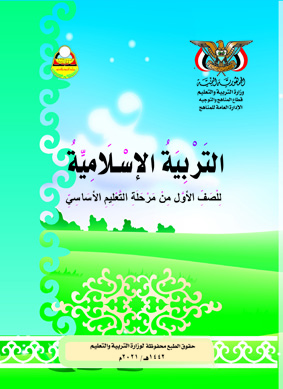 الجمهورية اليمنية
وزارة التربية والتعليم
قطاع المناهج والتوجيه
الإدارة العامة للمناهج
التَرْبِيَةُ الإِسْلَامِيَّةُ
لِلصَّفِ الأَوَّلِ مِنْ مَرْحَلَةِ التَّعْلِيمِ الأَسَاسِيِّ
حقوق الطبع محفوظة لوزارة التربية والتعليم
١٤٤٢هـ/٢٠٢١م